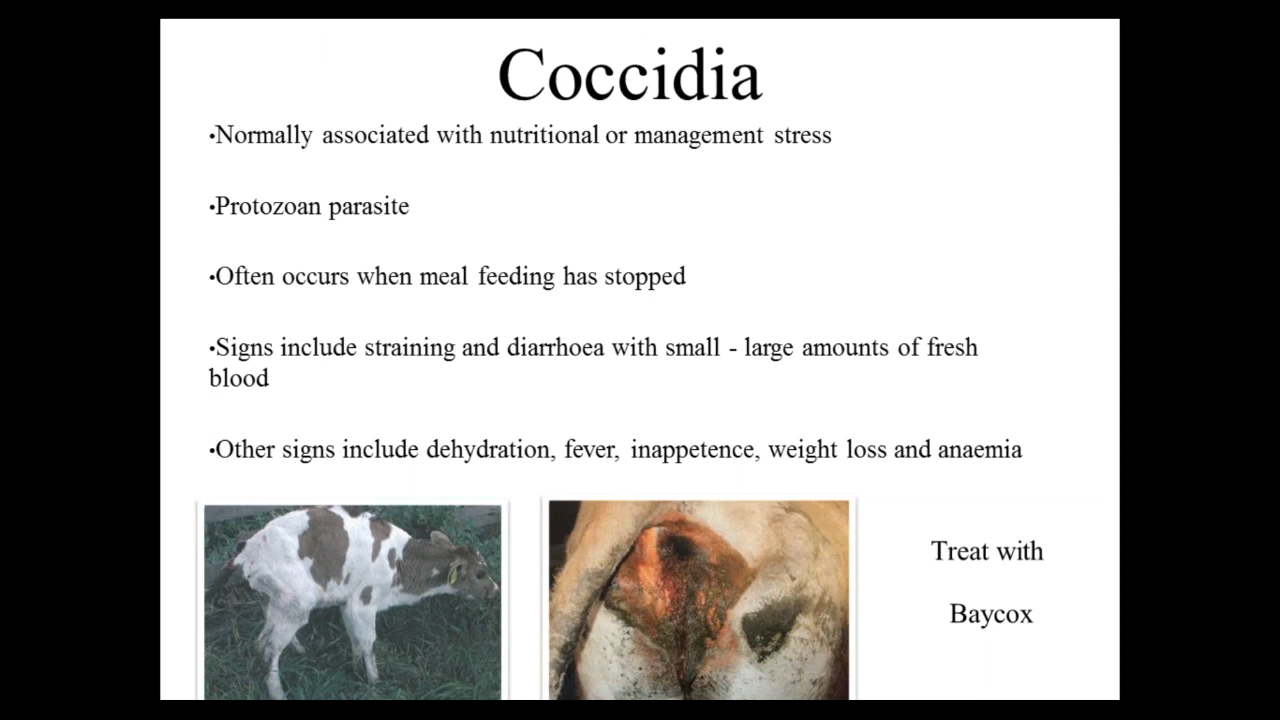 Coccidia
•Normally associated with nutritional or management stress
•Protozoan parasite
•Often occurs when meal feeding has stopped
•Signs include straining and diarrhoea with small - large amounts of fresh
blood
•Other signs include dehydration, fever, inappetence, weight loss and anaemia
Treat with
Baycox